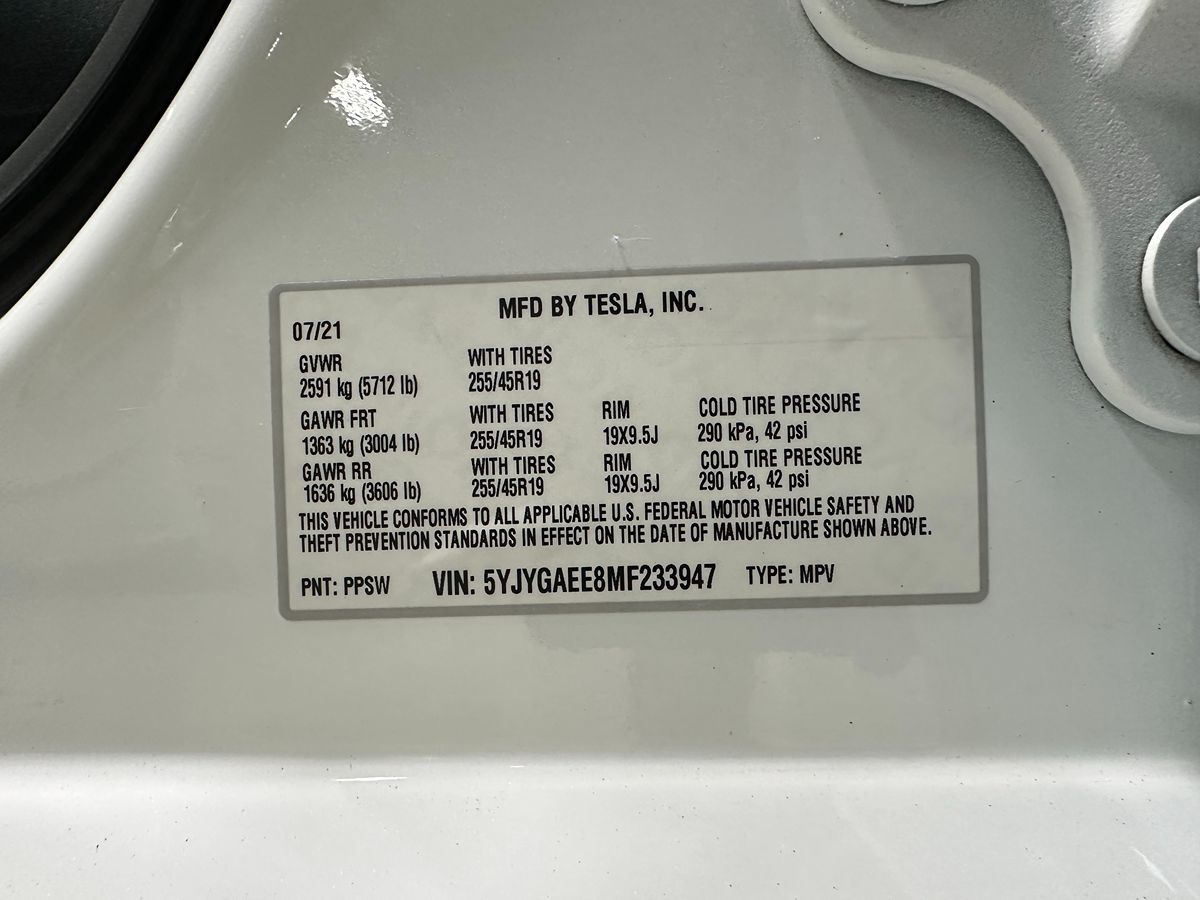 MFD BY TESLA, INC.
07/21
GVWR WITH TIRES
2591 kg (5712 lb) 255/45R19
GAWR FRT WITH TIRES RIM COLD TIRE PRESSURE
1363 kg (3004 lb) 255/45R19 19X9.5J 290 kPa, 42 psi
GAWR RR WITH TIRES RIM COLD TIRE PRESSURE
1636 kg (3606 lb) 255/45R19 19X9.5J 290 kPa, 42 psi
THIS VEHICLE CONFORMS TO ALL APPLICABLE U.S. FEDERAL MOTOR VEHICLE SAFETY AND
THEFT PREVENTION STANDARDS IN EFFECT ON THE DATE OF MANUFACTURE SHOWN ABOVE.
PNT: PPSW VIN: 5YJYGAEE8MF233947 TYPE: MPV